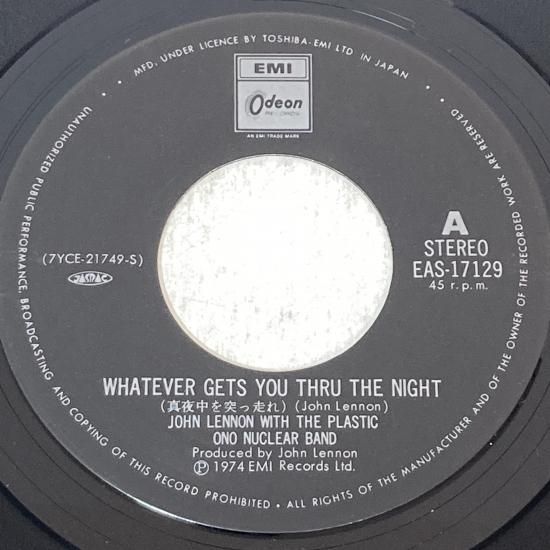 • MFD. UNDER LICENCE BY TOSHIBA-EMI LTD IN JAPAN •
EMI
Odeon
AN EMI TRADE MARK
A
STEREO
EAS-17129
45 r.p.m.
(7YCE-21749-S)
JASRAC
WHATEVER GETS YOU THRU THE NIGHT
(真夜中を突っ走れ) (John Lennon)
JOHN LENNON WITH THE PLASTIC
ONO NUCLEAR BAND
Produced by John Lennon
Ⓟ 1974 EMI Records Ltd.
UNAUTHORIZED PUBLIC PERFORMANCE, BROADCASTING AND COPYING OF THIS RECORD PROHIBITED • ALL RIGHTS OF THE MANUFACTURER AND OF THE OWNER OF THE RECORDED WORK ARE RESERVED